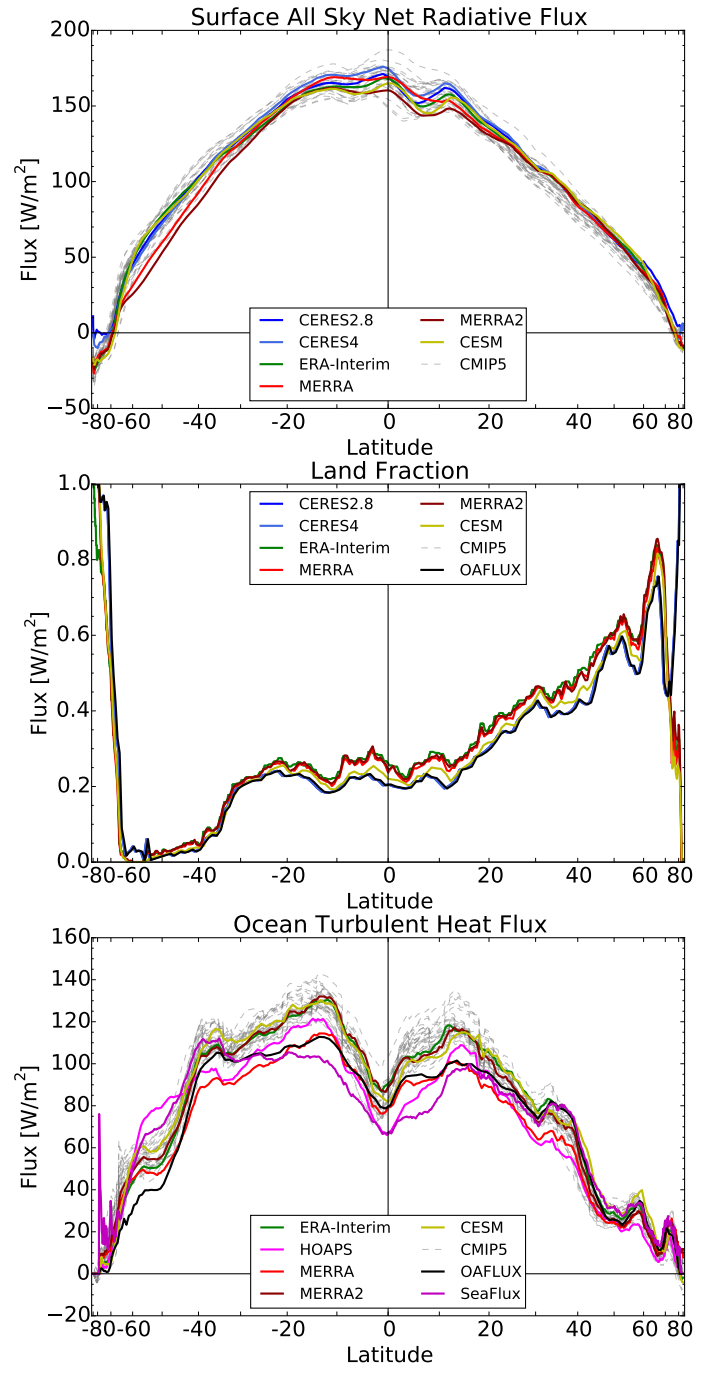 Surface All Sky Net Radiative Flux
200
150
100
50
0
−50
Flux [W/m²]
CERES2.8 MERRA2
CERES4 CESM
ERA-Interim CMIP5
MERRA
-80 -60 -40 -20 0 20 40 60 80
Latitude
Land Fraction
1.0
0.8
0.6
0.4
0.2
0.0
Flux [W/m²]
CERES2.8 MERRA2
CERES4 CESM
ERA-Interim CMIP5
MERRA OAFLUX
-80 -60 -40 -20 0 20 40 60 80
Latitude
Ocean Turbulent Heat Flux
160
140
120
100
80
60
40
20
0
−20
Flux [W/m²]
ERA-Interim CESM
HOAPS CMIP5
MERRA OAFLUX
MERRA2 SeaFlux
-80 -60 -40 -20 0 20 40 60 80
Latitude